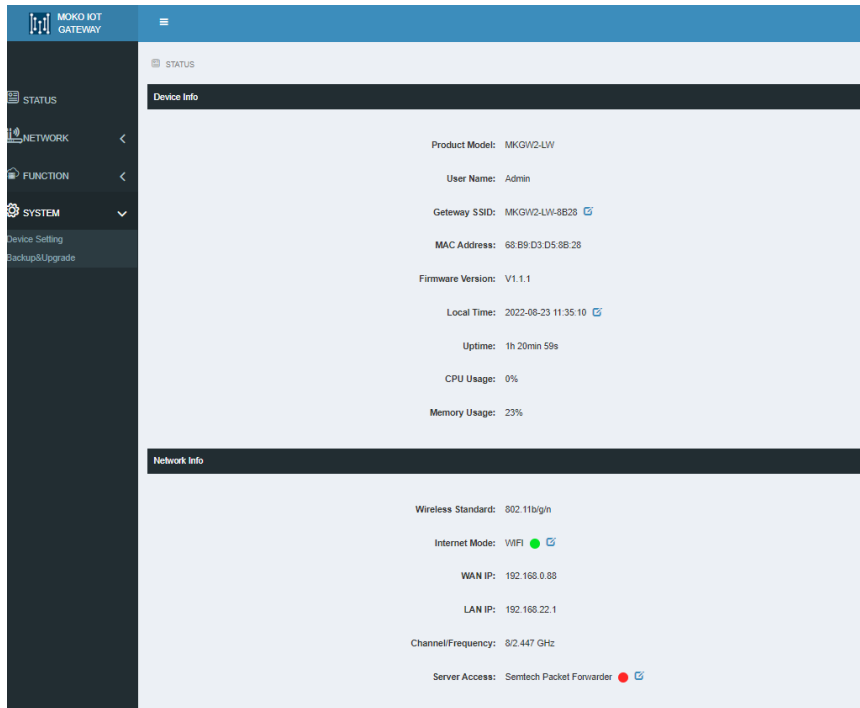 MOKO IOT
GATEWAY
STATUS
NETWORK
FUNCTION
SYSTEM
Device Setting
Backup&Upgrade
STATUS
Device Info
Product Model: MKGW2-LW
User Name: Admin
Geteway SSID: MKGW2-LW-8B28
MAC Address: 68:B9:D3:D5:8B:28
Firmware Version: V1.1.1
Local Time: 2022-08-23 11:35:10
Uptime: 1h 20min 59s
CPU Usage: 0%
Memory Usage: 23%
Network Info
Wireless Standard: 802.11b/g/n
Internet Mode: WIFI
WAN IP: 192.168.0.88
LAN IP: 192.168.22.1
Channel/Frequency: 8/2.447 GHz
Server Access: Semtech Packet Forwarder